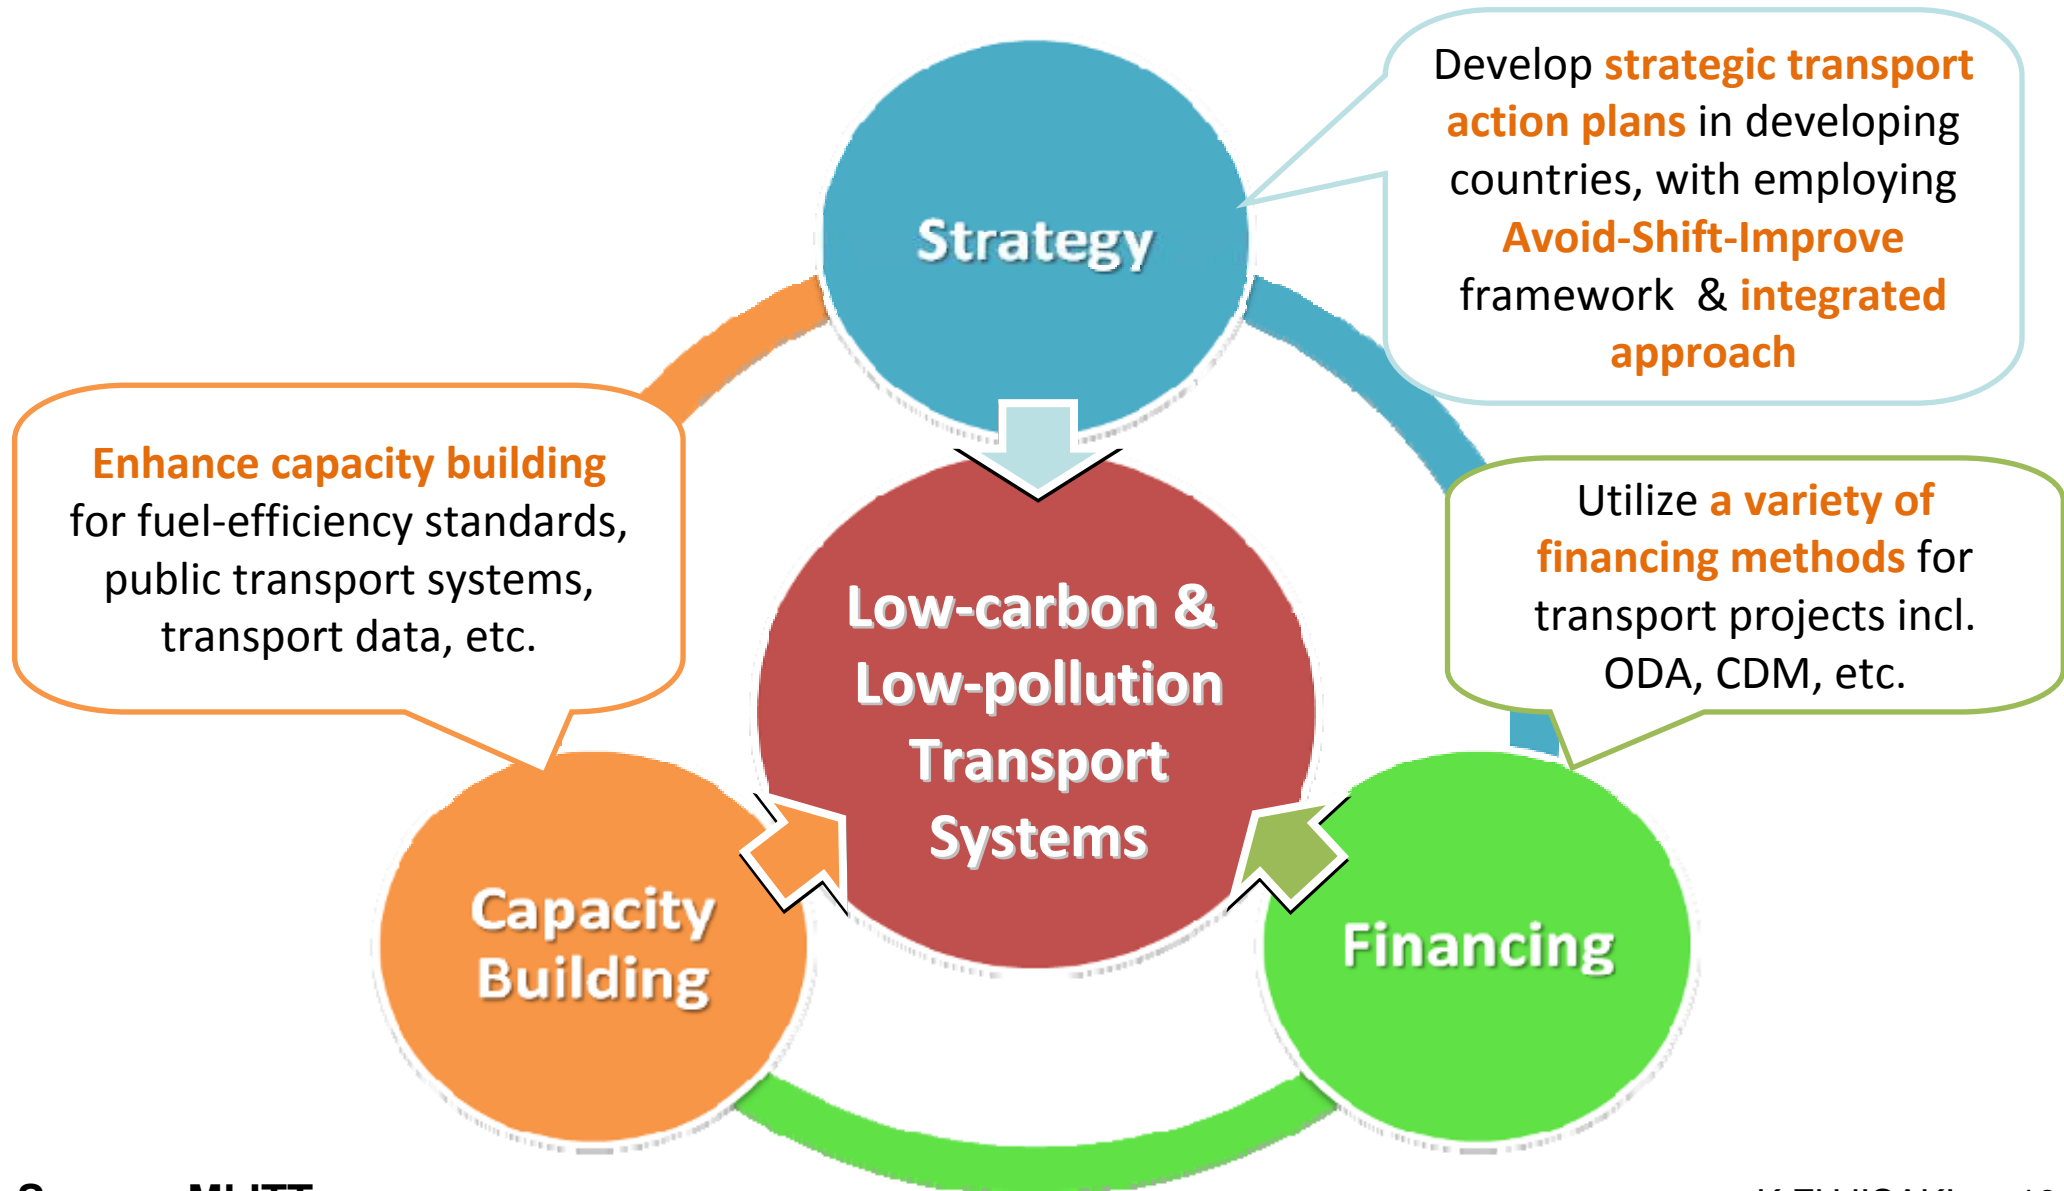 Develop strategic transport
action plans in developing
countries, with employing
Avoid-Shift-Improve
framework & integrated
approach
Strategy
Enhance capacity building
for fuel-efficiency standards,
public transport systems,
transport data, etc.
Utilize a variety of
financing methods for
transport projects incl.
ODA, CDM, etc.
Low-carbon &
Low-pollution
Transport
Systems
Capacity
Building
Financing